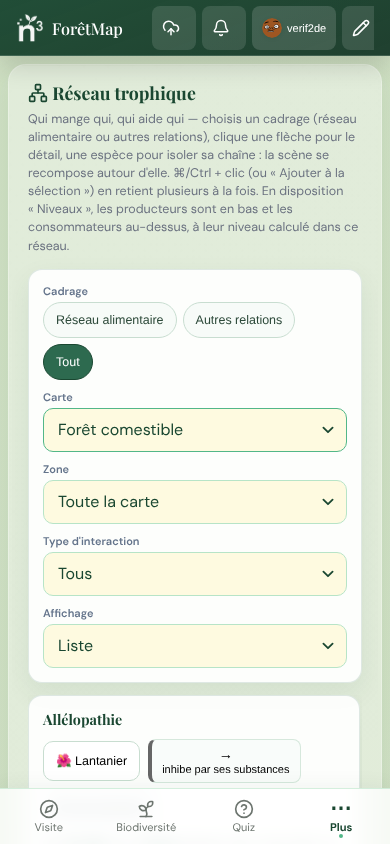 ForêtMap
verif2de
Réseau trophique
Qui mange qui, qui aide qui — choisis un cadrage (réseau
alimentaire ou autres relations), clique une flèche pour le
détail, une espèce pour isoler sa chaîne : la scène se
recompose autour d'elle. ⌘/Ctrl + clic (ou « Ajouter à la
sélection ») en retient plusieurs à la fois. En disposition
« Niveaux », les producteurs sont en bas et les
consommateurs au-dessus, à leur niveau calculé dans ce
réseau.
Cadrage
Réseau alimentaire
Autres relations
Tout
Carte
Forêt comestible
Zone
Toute la carte
Type d'interaction
Tous
Affichage
Liste
Allélopathie
Lantanier
→
inhibe par ses substances
Visite
Biodiversité
Quiz
Plus